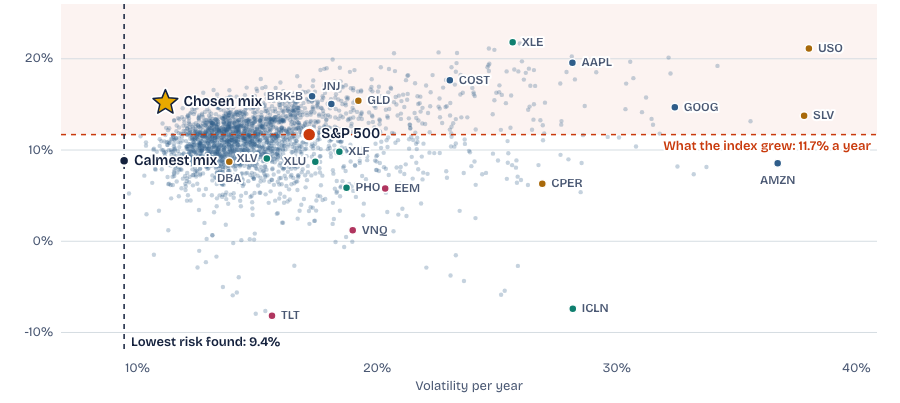 XLE
USO
20%
AAPL
COST
JNJ
BRK-B
GLD
Chosen mix
GOOG
SLV
S&P 500
What the index grew: 11.7% a year
10%
XLF
Calmest mix
XLV
XLU
AMZN
DBA
PHO
EEM
CPER
VNQ
0%
ICLN
TLT
-10%
Lowest risk found: 9.4%
10%
20%
30%
40%
Volatility per year